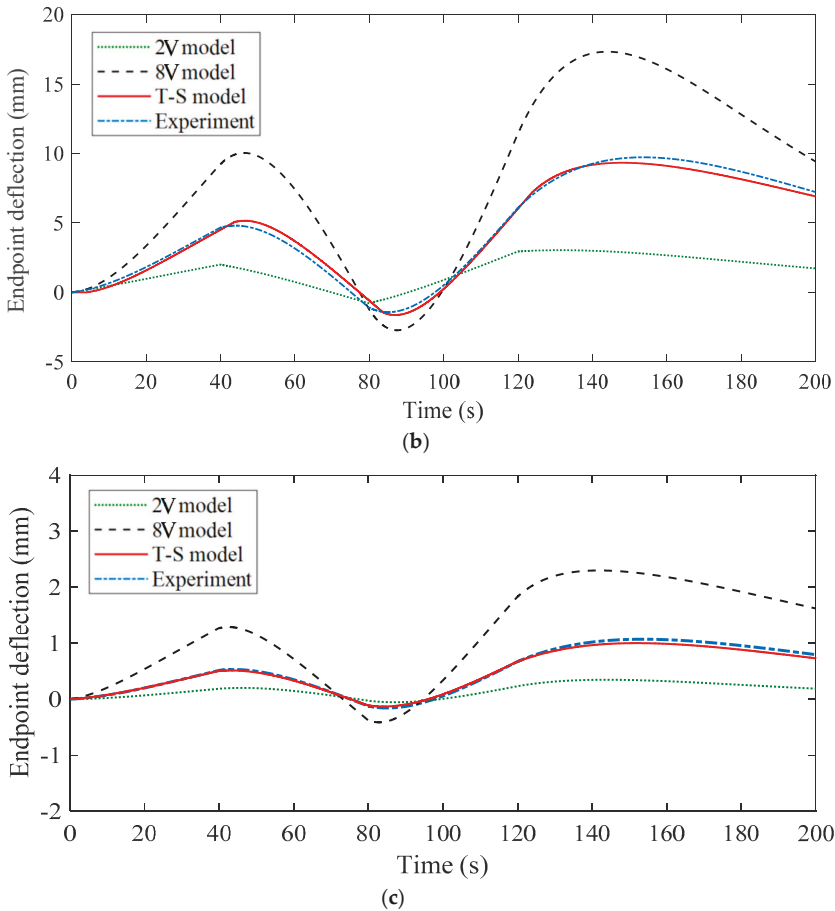 20
15
10
5
0
-5
Endpoint deflection (mm)
2V model
8V model
T-S model
Experiment
0 20 40 60 80 100 120 140 160 180 200
Time (s)
(b)
4
3
2
1
0
-1
-2
Endpoint deflection (mm)
2V model
8V model
T-S model
Experiment
0 20 40 60 80 100 120 140 160 180 200
Time (s)
(c)